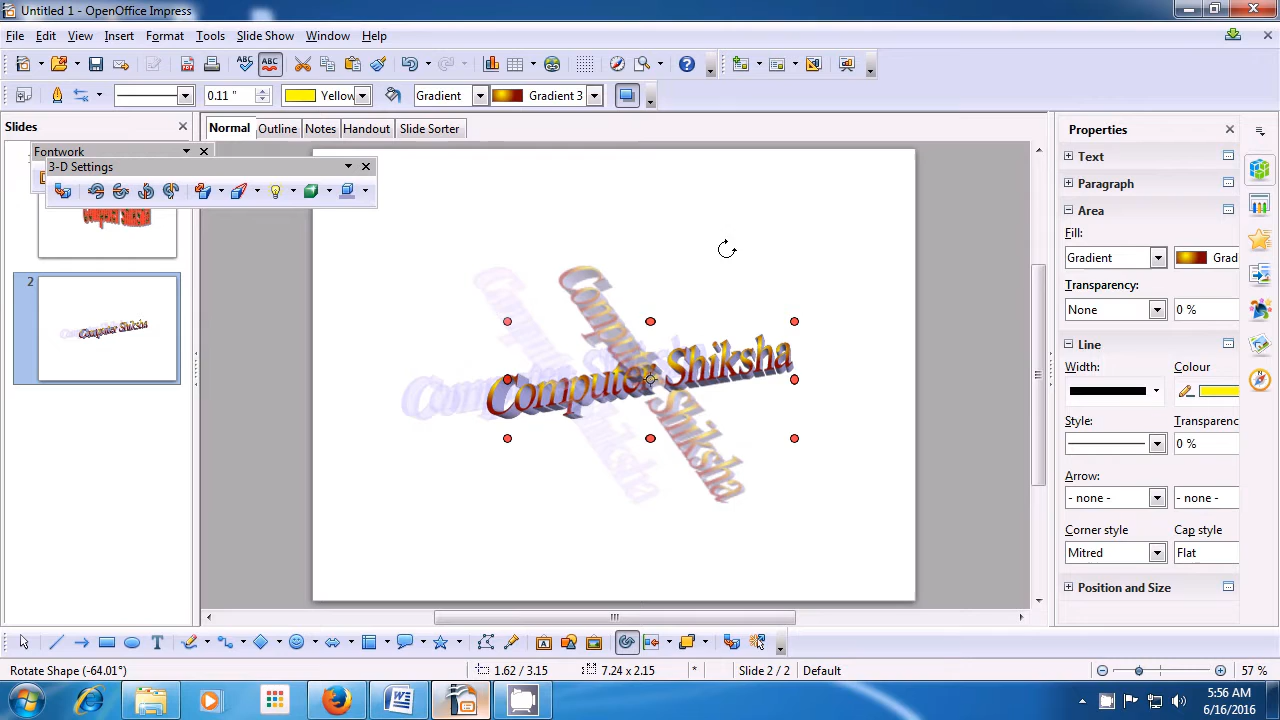 Untitled 1 - OpenOffice Impress
File Edit View Insert Format Tools Slide Show Window Help
ABC ABC
0.11 " Yellow Gradient Gradient 3
Slides
Normal Outline Notes Handout Slide Sorter
Properties
Fontwork
3-D Settings
Text
Paragraph
Area
Fill:
Gradient Grad
Transparency:
None 0 %
Line
Width: Colour
Style: Transparenc
0 %
Arrow:
- none - - none -
Corner style Cap style
Mitred Flat
Position and Size
2
Computer Shiksha
Computer Shiksha
Computer Shiksha
Rotate Shape (-64.01°) 1.62 / 3.15 7.24 x 2.15 * Slide 2 / 2 Default 57 %
5:56 AM
6/16/2016